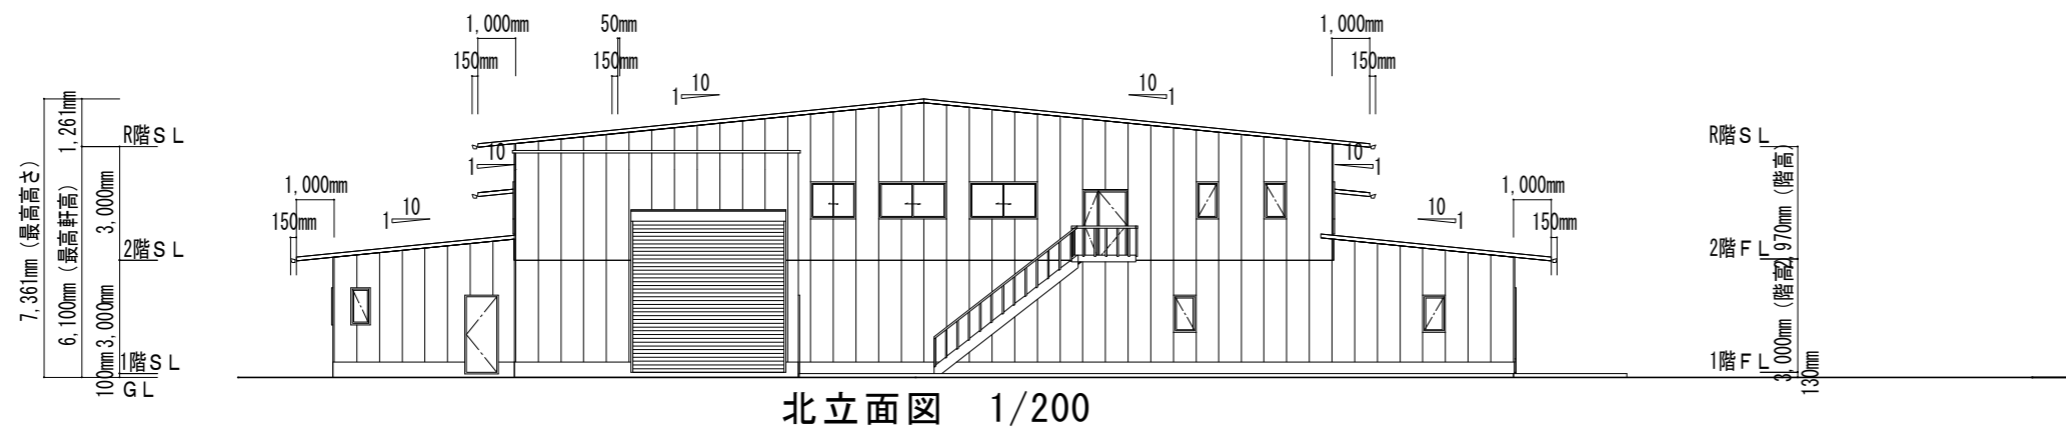 1,000mm
50mm
1,000mm
150mm
150mm
150mm
10
1
10
1
R階ＳＬ
R階ＳＬ
10
1
10
1
1,000mm
10
1
150mm
1,000mm
10
1
150mm
2階ＳＬ
2階ＦＬ
1階ＳＬ
ＧＬ
1階ＦＬ
7,361mm (最高高さ)
6,100mm (最高軒高)
1,261mm
100mm
3,000mm
3,000mm
3,000mm (階高)
2,970mm (階高)
130mm
北立面図　1/200